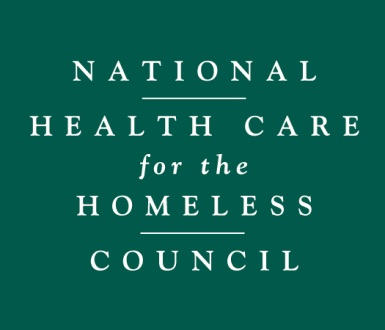 NATIONAL
HEALTH CARE
for the
HOMELESS
COUNCIL